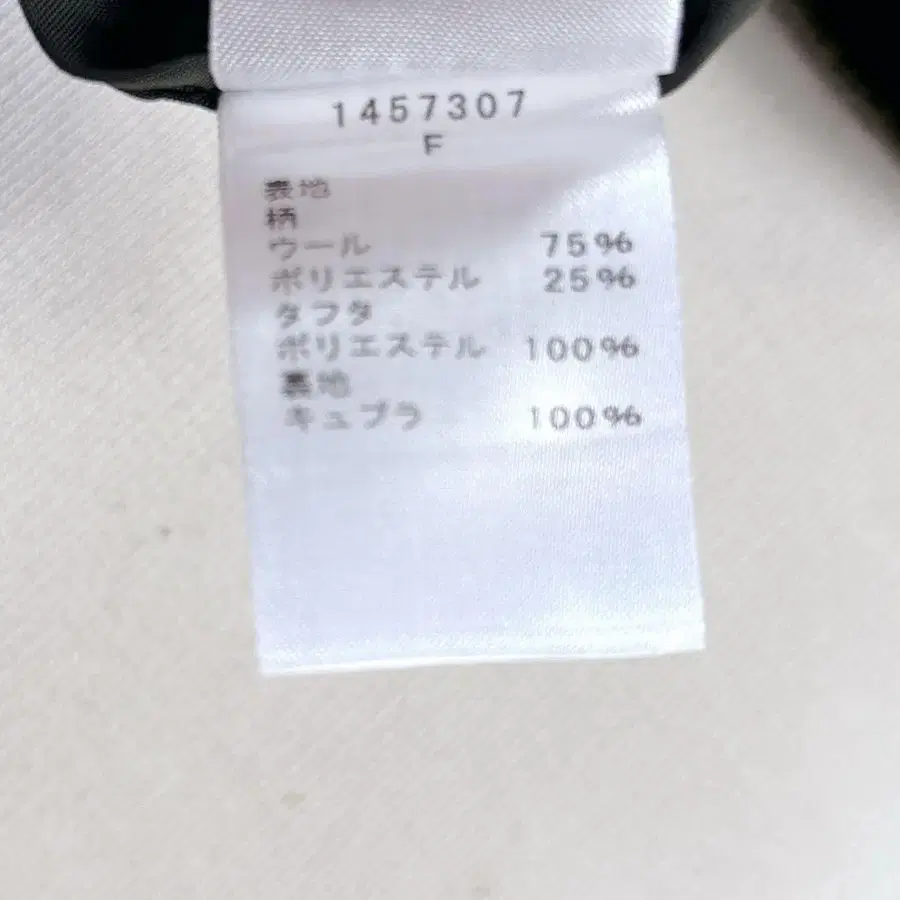 1457307
F
表地
柄
ウール 75%
ポリエステル 25%
タフタ
ポリエステル 100%
裏地
キュプラ 100%